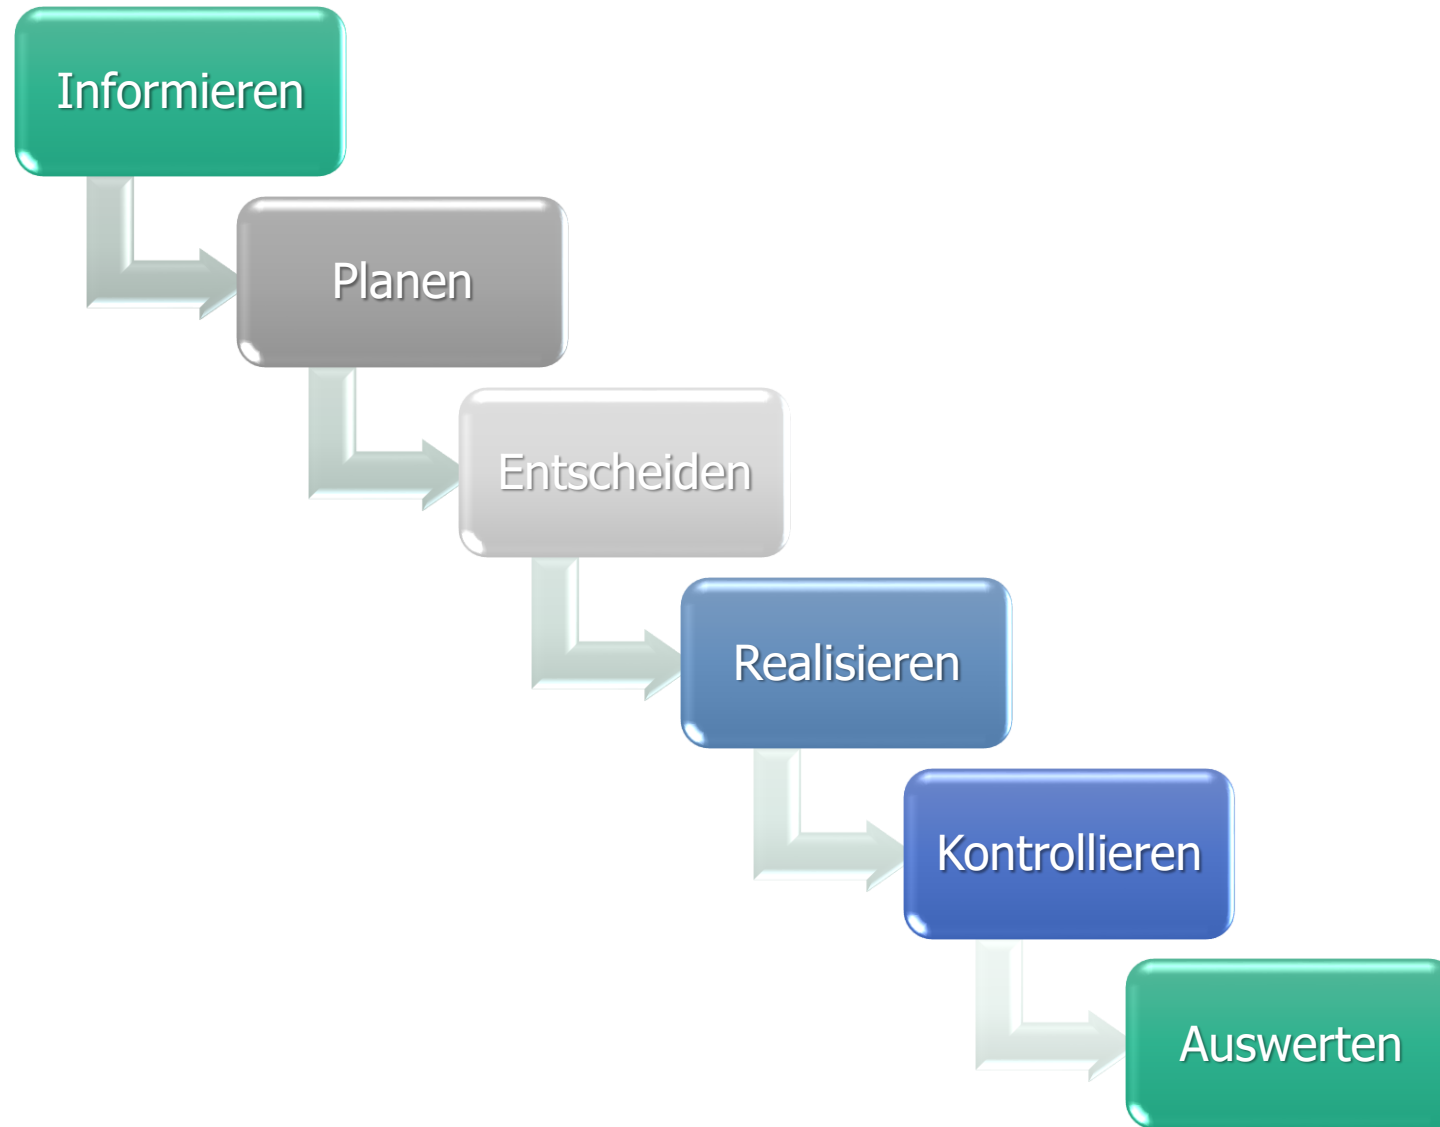 Informieren
Planen
Entscheiden
Realisieren
Kontrollieren
Auswerten